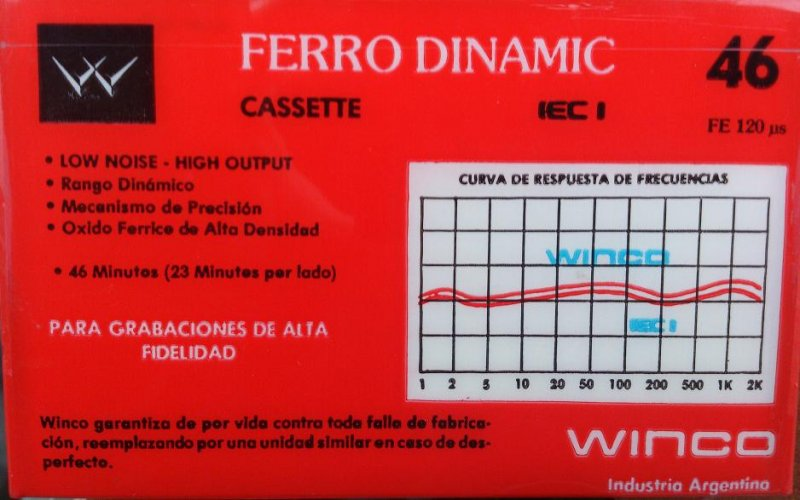 FERRO DINAMIC
46
CASSETTE
IEC I
FE 120 µs
• LOW NOISE - HIGH OUTPUT
• Rango Dinámico
• Mecanismo de Precisión
• Oxido Ferrice de Alta Densidad
• 46 Minutos (23 Minutos por lado)
PARA GRABACIONES DE ALTA
FIDELIDAD
CURVA DE RESPUESTA DE FRECUENCIAS
WINCO
IEC I
1 2 5 10 20 50 100 200 500 1K 2K
Winco garantiza de por vida contra toda falla de fabrica-
ción, reemplazando por una unidad similar en caso de des-
perfecto.
WINCO
Industria Argentina